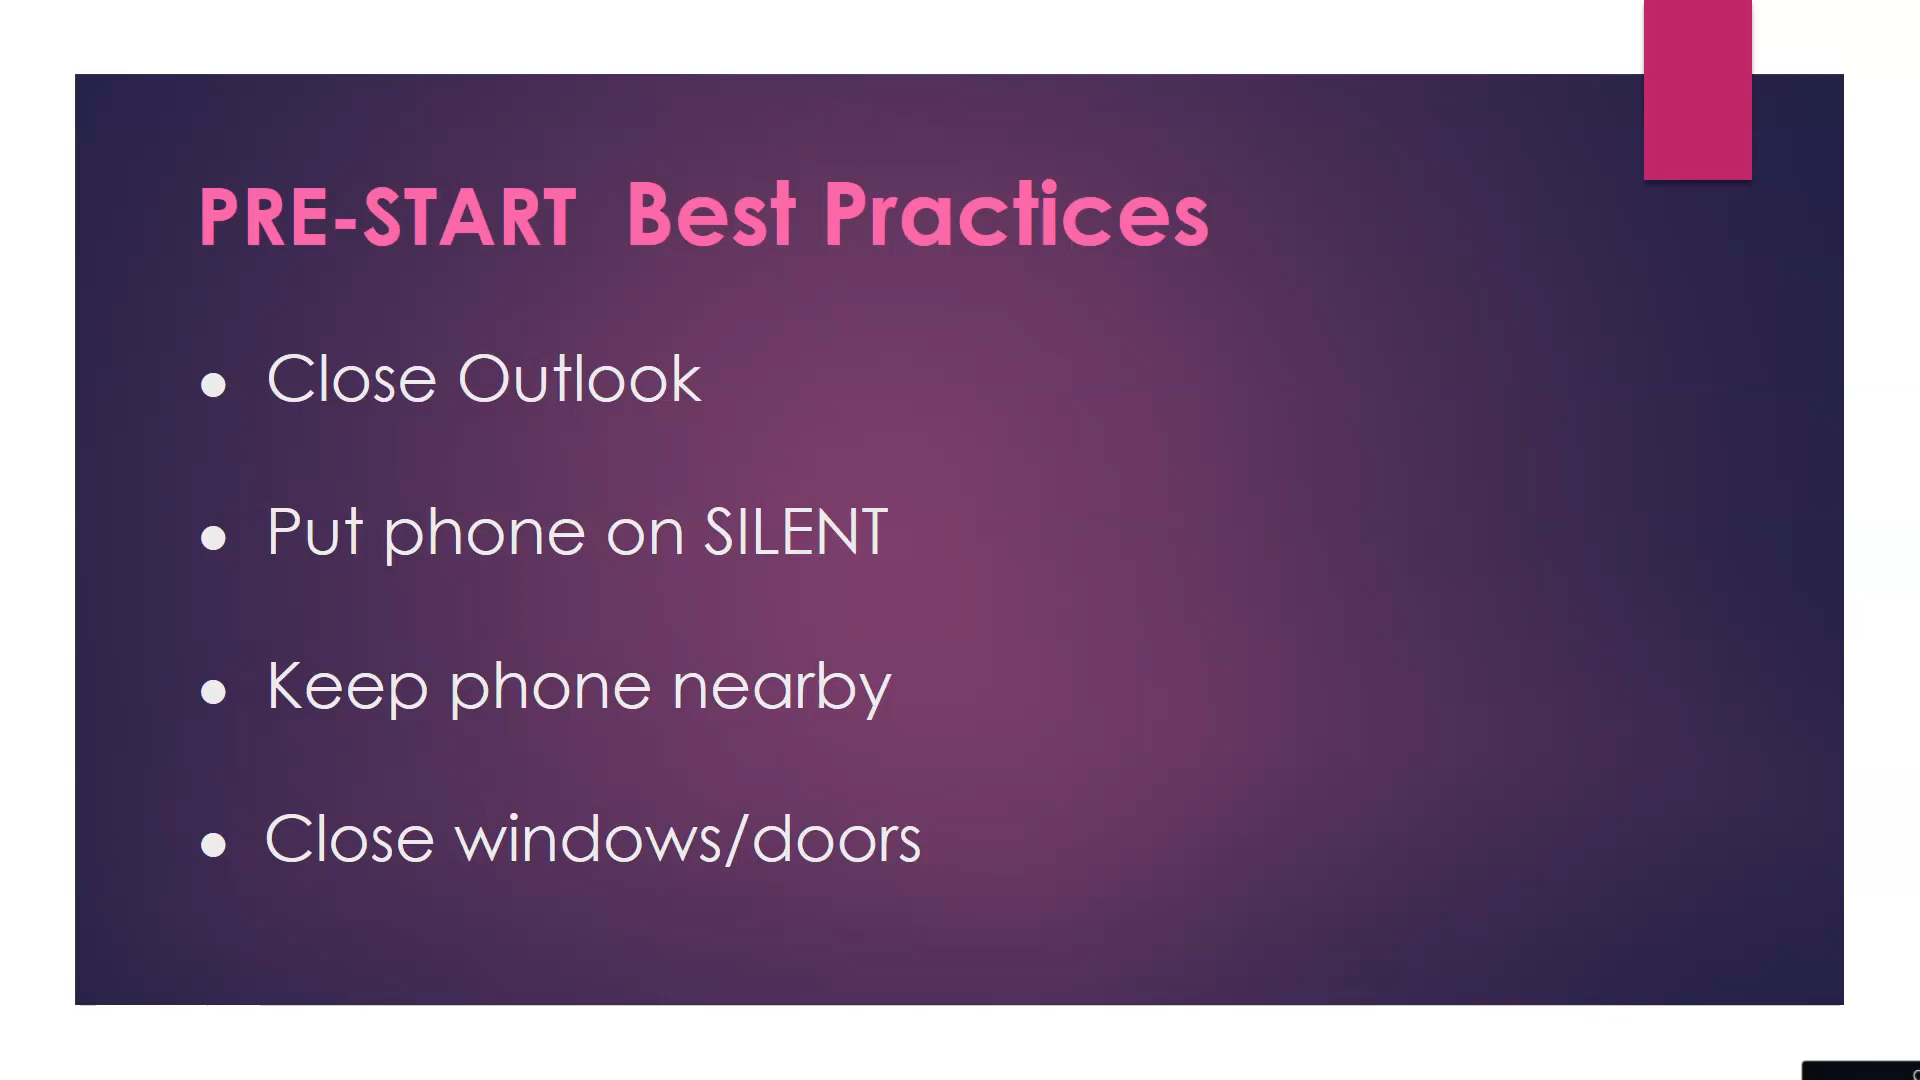 PRE-START Best Practices
● Close Outlook
● Put phone on SILENT
● Keep phone nearby
● Close windows/doors